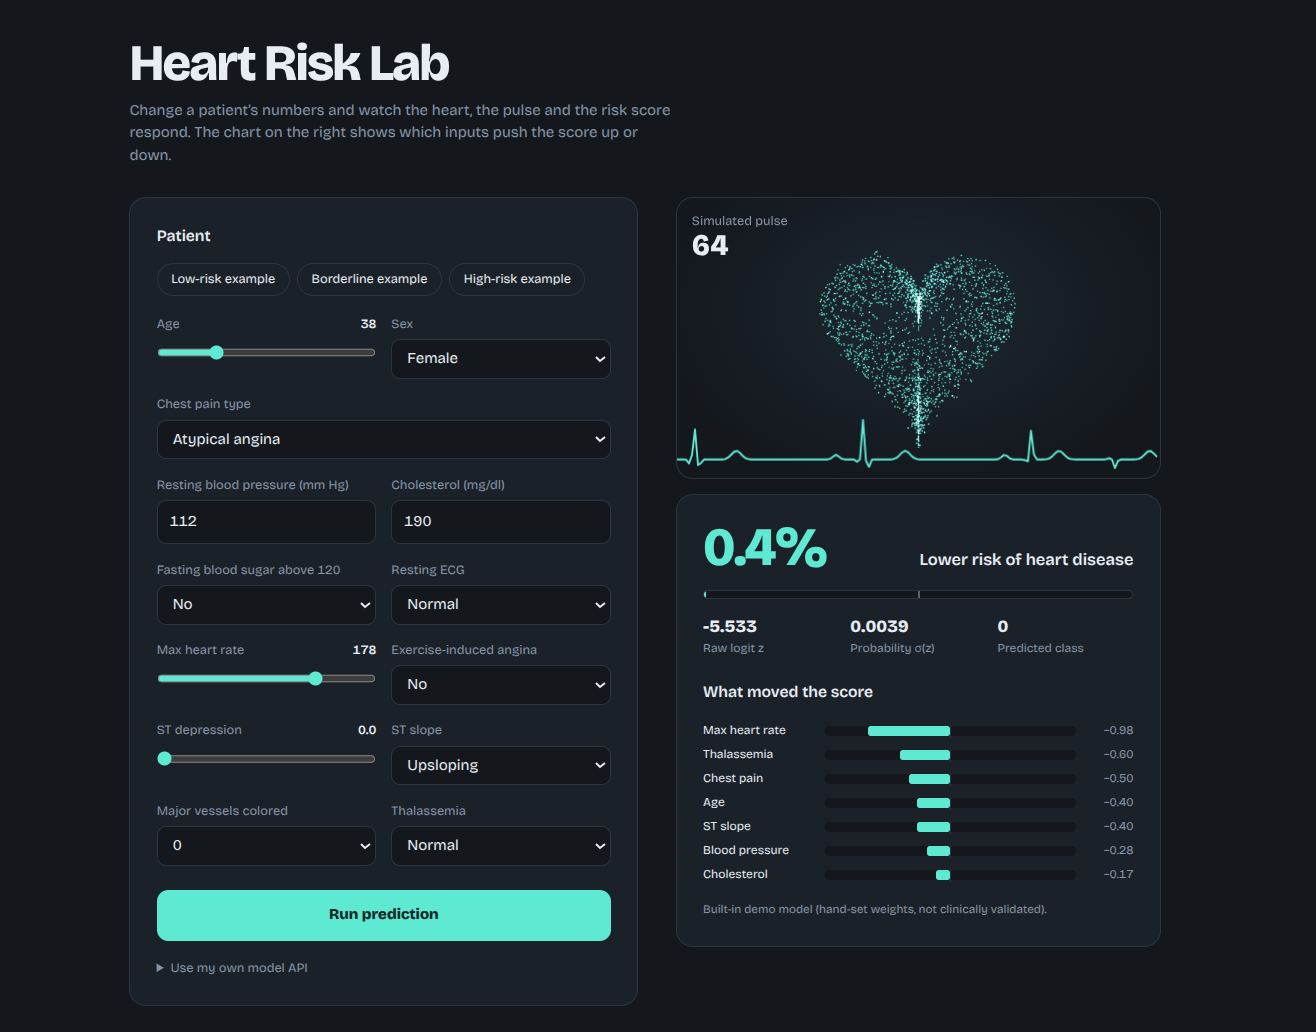 Heart Risk Lab
Change a patient's numbers and watch the heart, the pulse and the risk score
respond. The chart on the right shows which inputs push the score up or
down.
Patient
Low-risk example
Borderline example
High-risk example
Age 38
Sex
Female
Chest pain type
Atypical angina
Resting blood pressure (mm Hg)
112
Cholesterol (mg/dl)
190
Fasting blood sugar above 120
No
Resting ECG
Normal
Max heart rate 178
Exercise-induced angina
No
ST depression 0.0
ST slope
Upsloping
Major vessels colored
0
Thalassemia
Normal
Run prediction
Use my own model API
Simulated pulse
64
0.4%
Lower risk of heart disease
-5.533
Raw logit z
0.0039
Probability σ(z)
0
Predicted class
What moved the score
Max heart rate −0.98
Thalassemia −0.60
Chest pain −0.50
Age −0.40
ST slope −0.40
Blood pressure −0.28
Cholesterol −0.17
Built-in demo model (hand-set weights, not clinically validated).